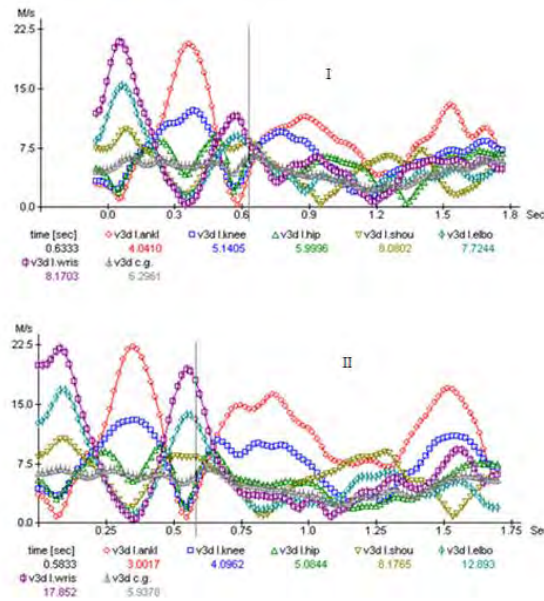 M/s
22.5
I
15.0
7.5
0.0
0.0 0.3 0.6 0.9 1.2 1.5 1.8 Sec
time [sec] v3d l.ankl v3d l.knee v3d l.hip v3d l.shou v3d l.elbo
0.6333 4.0410 5.1405 5.9996 8.0802 7.7244
v3d l.wris v3d c.g.
8.1703 6.2961
M/s
22.5
II
15.0
7.5
0.0
0.25 0.5 0.75 1.0 1.25 1.5 1.75 Sec
time [sec] v3d l.ankl v3d l.knee v3d l.hip v3d l.shou v3d l.elbo
0.5833 3.0017 4.0962 5.0844 8.1765 12.893
v3d l.wris v3d c.g.
17.852 5.9378